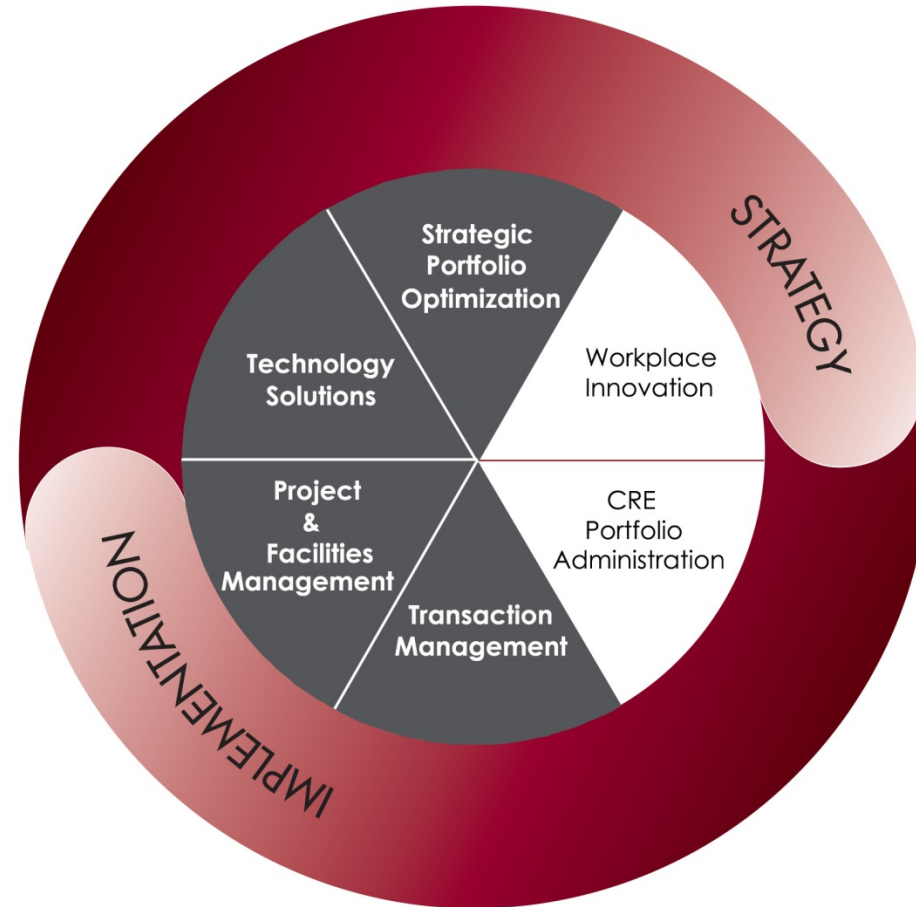 STRATEGY
Strategic
Portfolio
Optimization
Workplace
Innovation
CRE
Portfolio
Administration
Transaction
Management
Project
&
Facilities
Management
Technology
Solutions
IMPLEMENTATION